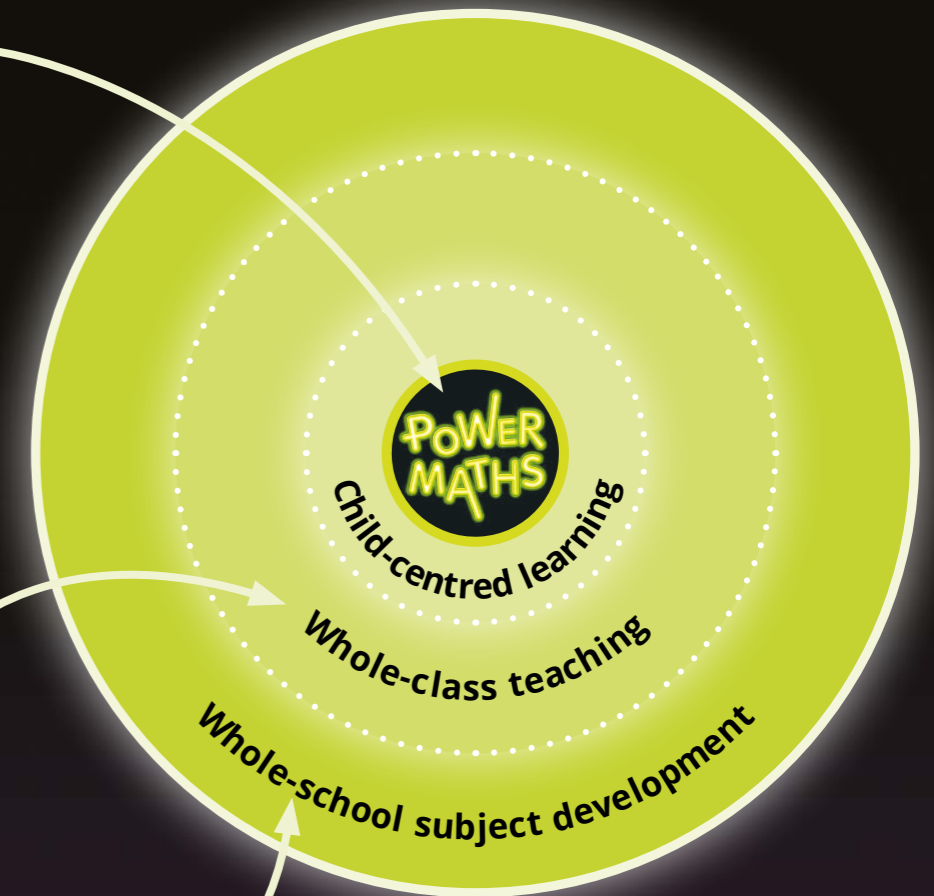 POWER
MATHS
Child-centred learning
Whole-class teaching
Whole-school subject development